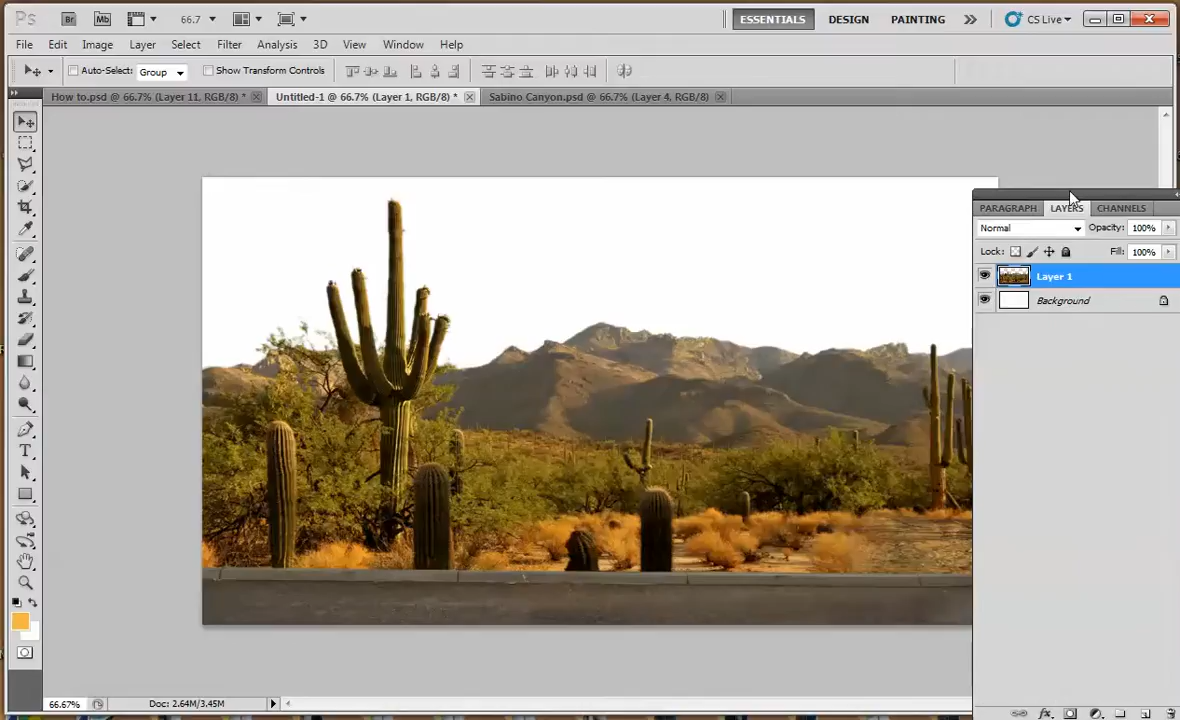 Ps Br Mb 66.7 ESSENTIALS DESIGN PAINTING CS Live
File Edit Image Layer Select Filter Analysis 3D View Window Help
Auto-Select: Group Show Transform Controls
How to.psd @ 66.7% (Layer 11, RGB/8) * Untitled-1 @ 66.7% (Layer 1, RGB/8) * Sabino Canyon.psd @ 66.7% (Layer 4, RGB/8)
PARAGRAPH LAYERS CHANNELS
Normal Opacity: 100%
Lock: Fill: 100%
Layer 1
Background
66.67% Doc: 2.64M/3.45M